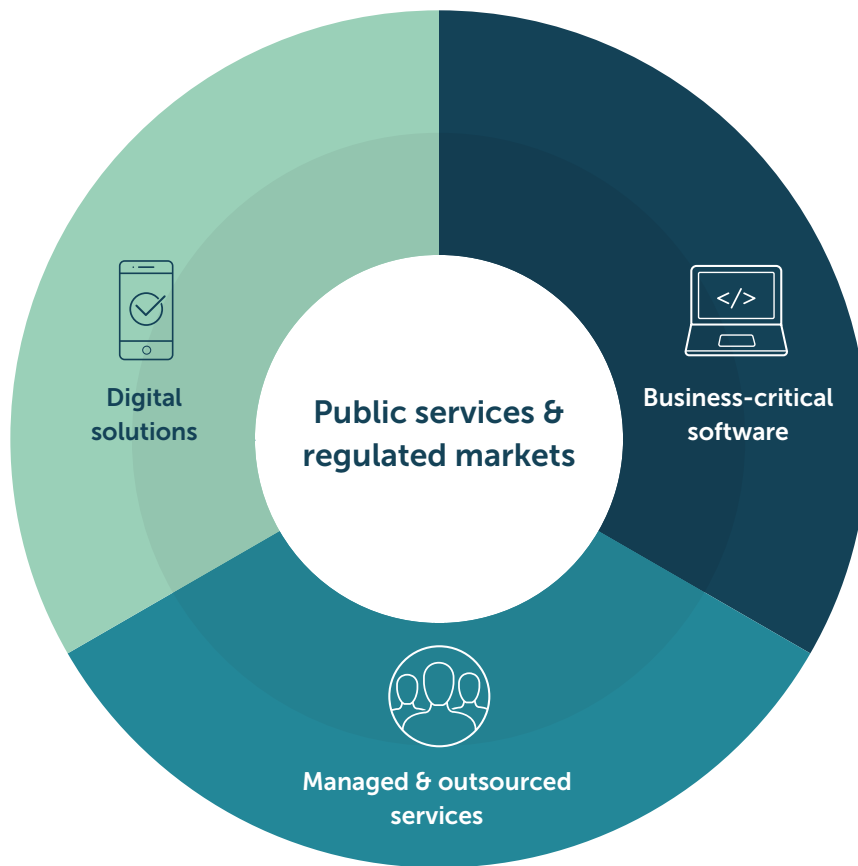 Digital
solutions
Public services &
regulated markets
</>
Business-critical
software
Managed & outsourced
services